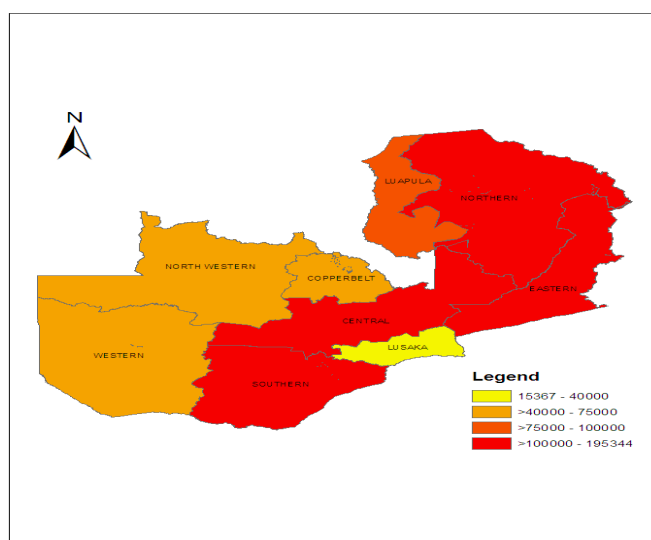 N
LUAPULA
NORTHERN
NORTH WESTERN
COPPERBELT
EASTERN
CENTRAL
LUSAKA
WESTERN
SOUTHERN
Legend
15367 - 40000
>40000 - 75000
>75000 - 100000
>100000 - 195344